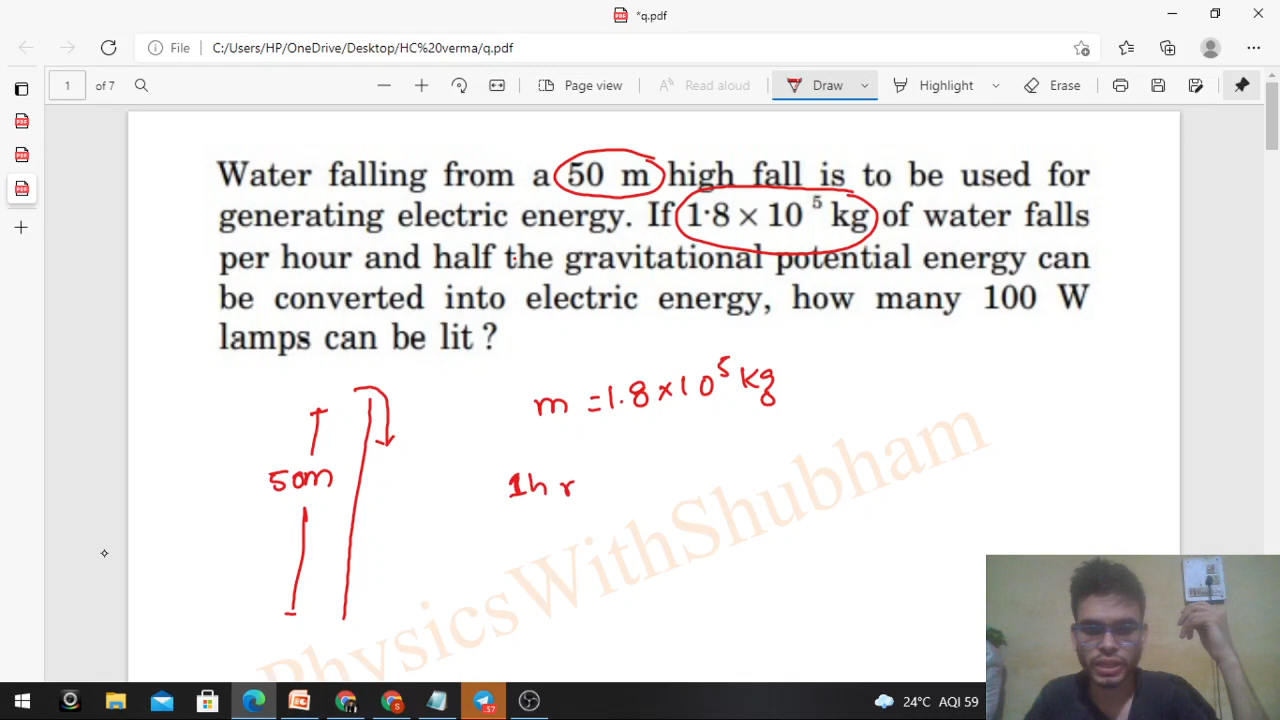 *q.pdf
File C:/Users/HP/OneDrive/Desktop/HC%20verma/q.pdf
1 of 7 Page view Read aloud Draw Highlight Erase
Water falling from a 50 m high fall is to be used for
generating electric energy. If 1·8 × 10 ⁵ kg of water falls
per hour and half the gravitational potential energy can
be converted into electric energy, how many 100 W
lamps can be lit ?
m = 1.8 × 10⁵ kg
50m
1hr
PhysicsWithShubham
24°C AQI 59